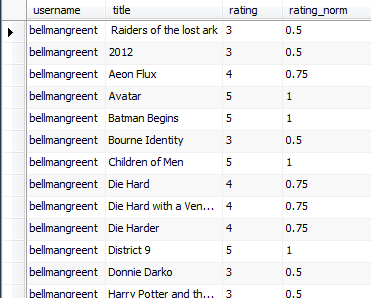 username title rating rating_norm
bellmangreent Raiders of the lost ark 3 0.5
bellmangreent 2012 3 0.5
bellmangreent Aeon Flux 4 0.75
bellmangreent Avatar 5 1
bellmangreent Batman Begins 5 1
bellmangreent Bourne Identity 3 0.5
bellmangreent Children of Men 5 1
bellmangreent Die Hard 4 0.75
bellmangreent Die Hard with a Ven... 4 0.75
bellmangreent Die Harder 4 0.75
bellmangreent District 9 5 1
bellmangreent Donnie Darko 3 0.5
bellmangreent Harry Potter and th... 3 0.5